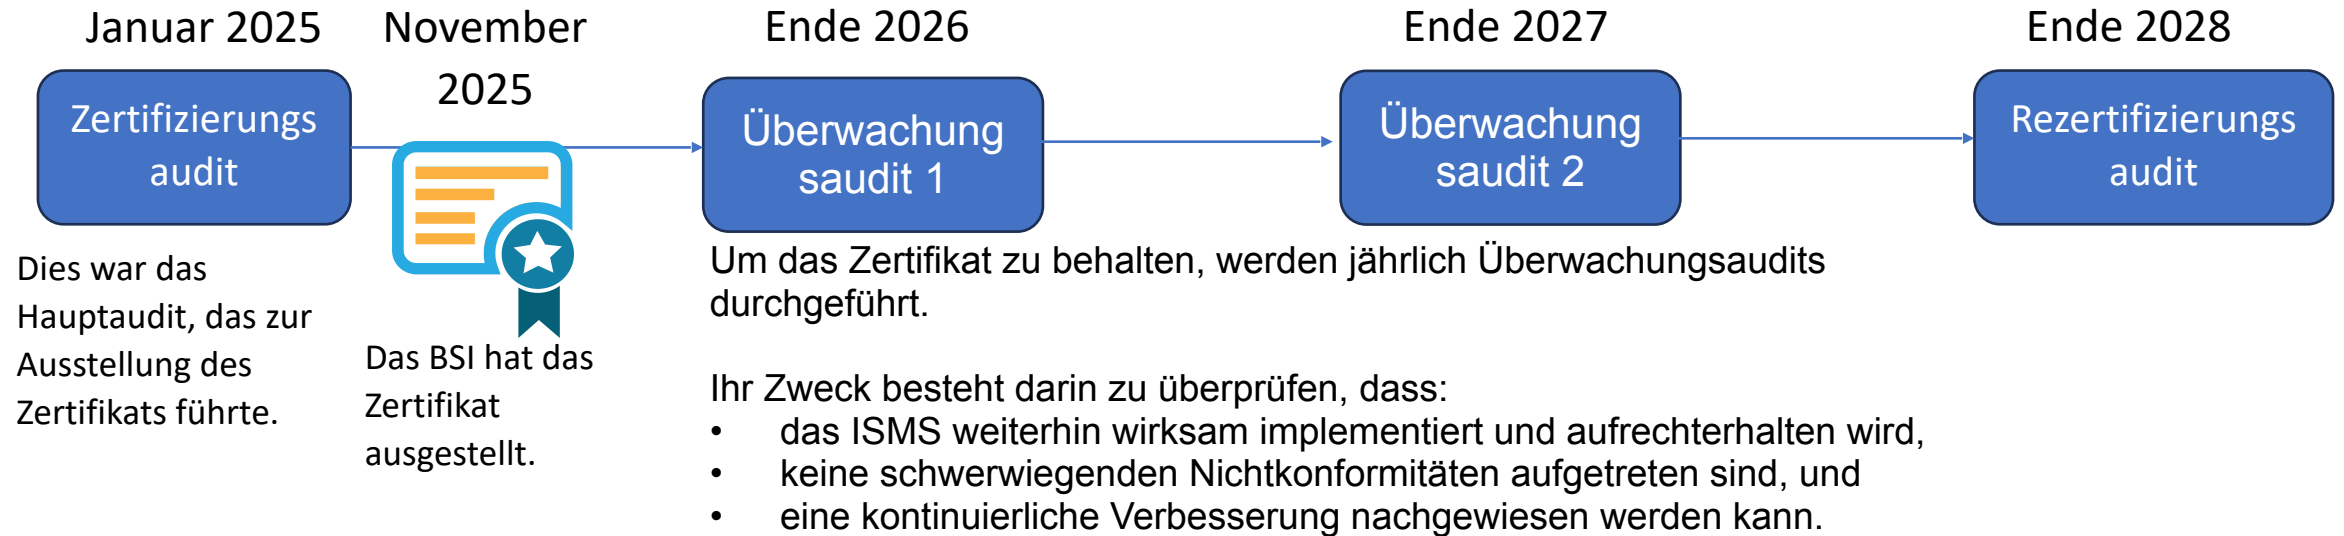 Januar 2025
November
2025
Ende 2026
Ende 2027
Ende 2028
Zertifizierungs
audit
Überwachung
saudit 1
Überwachung
saudit 2
Rezertifizierungs
audit
Dies war das
Hauptaudit, das zur
Ausstellung des
Zertifikats führte.
Das BSI hat das
Zertifikat
ausgestellt.
Um das Zertifikat zu behalten, werden jährlich Überwachungsaudits
durchgeführt.
Ihr Zweck besteht darin zu überprüfen, dass:
• das ISMS weiterhin wirksam implementiert und aufrechterhalten wird,
• keine schwerwiegenden Nichtkonformitäten aufgetreten sind, und
• eine kontinuierliche Verbesserung nachgewiesen werden kann.